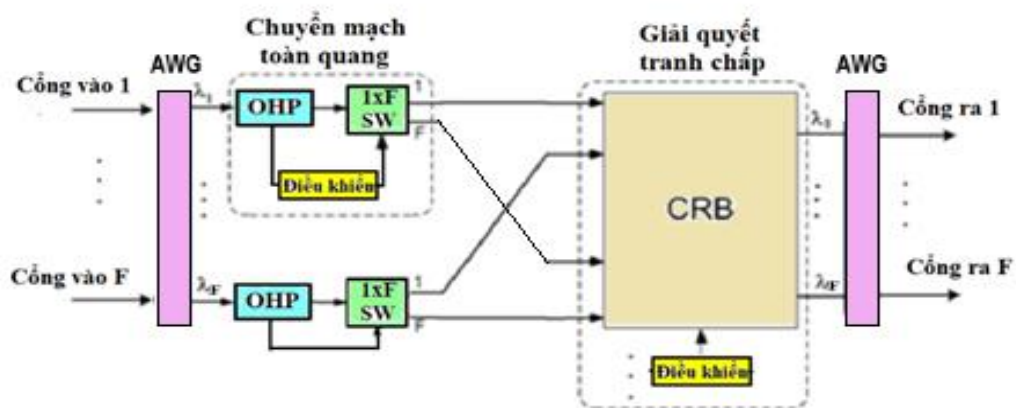 Chuyển mạch
toàn quang
Giải quyết
tranh chấp
AWG
AWG
Cổng vào 1
λ1
OHP
1xF
SW
1
F
Điều khiển
CRB
λ1
Cổng ra 1
Cổng vào F
λF
OHP
1xF
SW
1
F
λF
Cổng ra F
Điều khiển